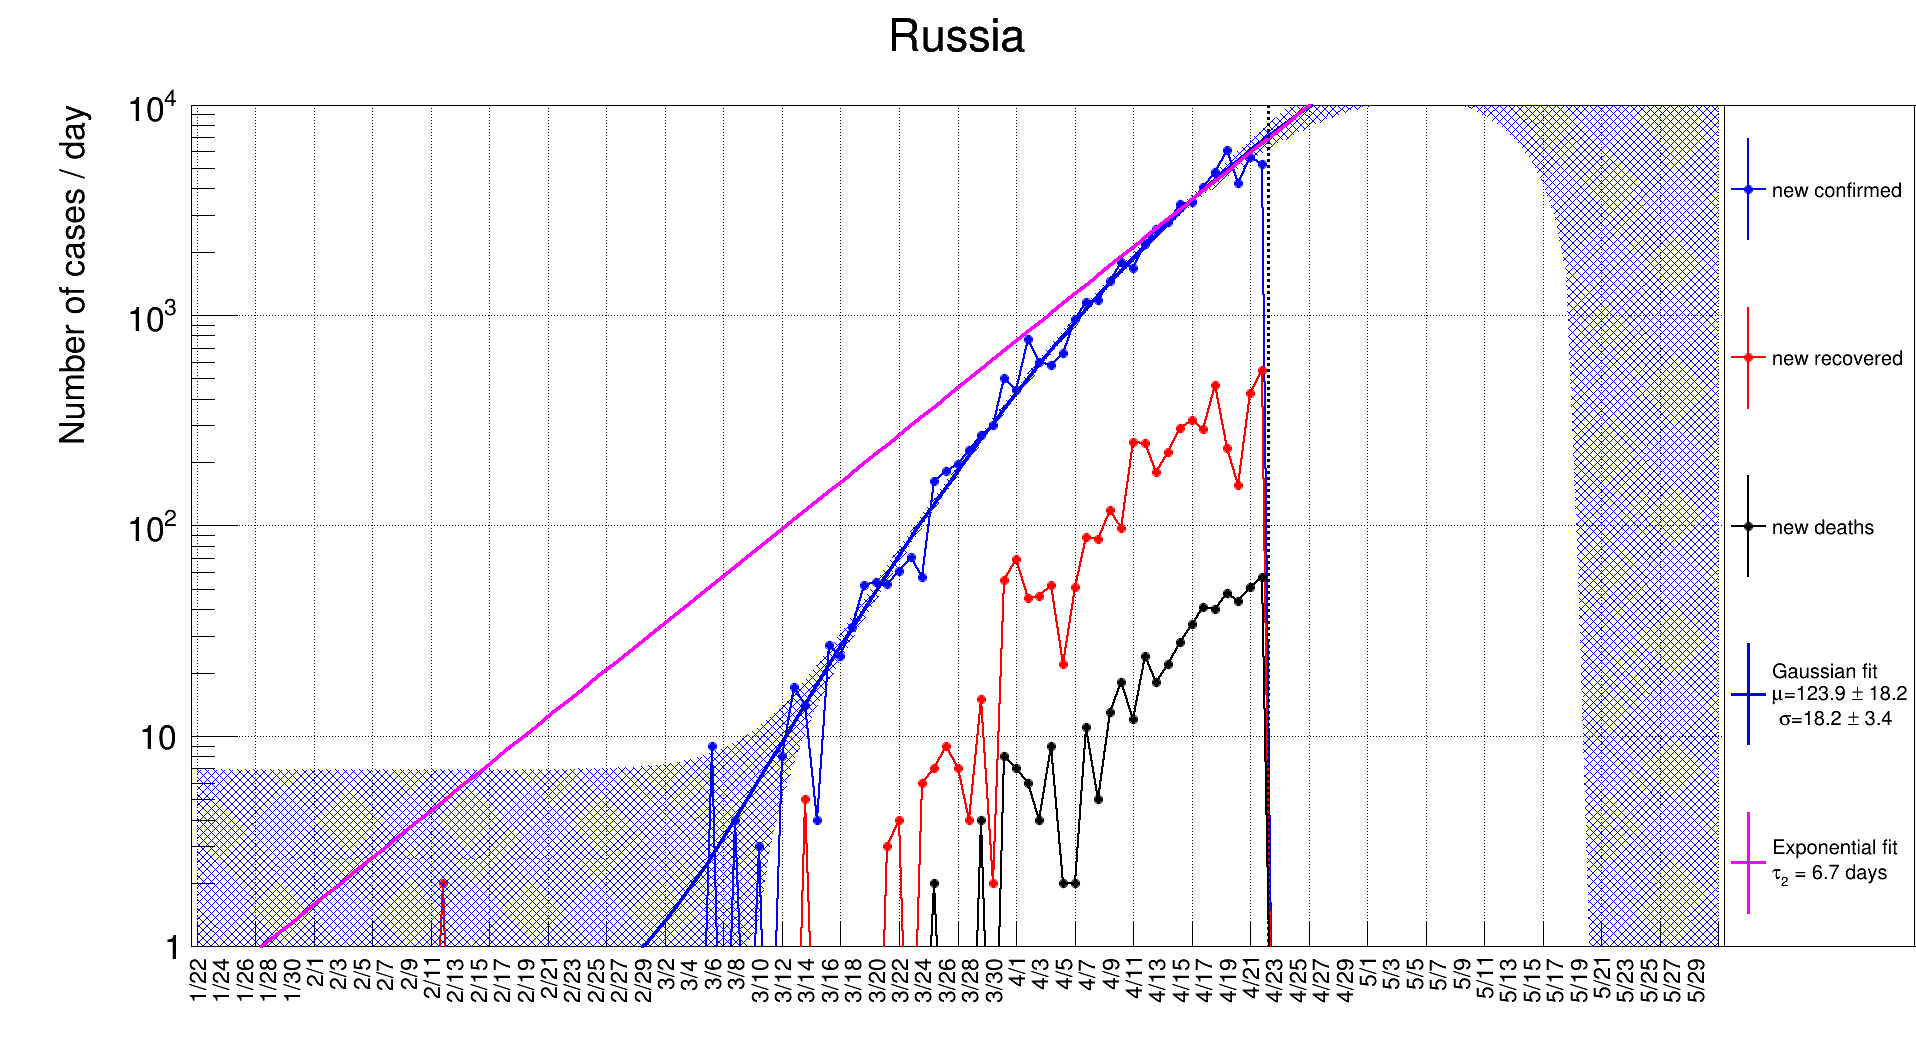 Russia
Number of cases / day
10⁴
10³
10²
10
1
1/22 1/24 1/26 1/28 1/30 2/1 2/3 2/5 2/7 2/9 2/11 2/13 2/15 2/17 2/19 2/21 2/23 2/25 2/27 2/29 3/2 3/4 3/6 3/8 3/10 3/12 3/14 3/16 3/18 3/20 3/22 3/24 3/26 3/28 3/30 4/1 4/3 4/5 4/7 4/9 4/11 4/13 4/15 4/17 4/19 4/21 4/23 4/25 4/27 4/29 5/1 5/3 5/5 5/7 5/9 5/11 5/13 5/15 5/17 5/19 5/21 5/23 5/25 5/27 5/29
new confirmed
new recovered
new deaths
Gaussian fit
μ=123.9 ± 18.2
σ=18.2 ± 3.4
Exponential fit
τ₂ = 6.7 days